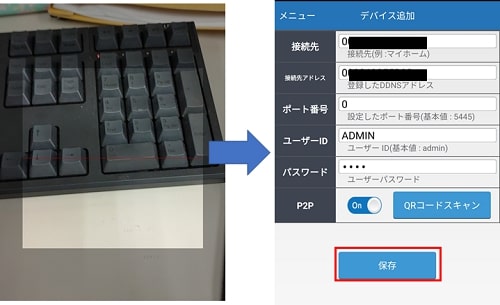 メニュー デバイス追加
接続先 0
接続先(例:マイホーム)
接続先アドレス 0
登録したDDNSアドレス
ポート番号 0
設定したポート番号(基本値:5445)
ユーザーID ADMIN
ユーザー ID(基本値:admin)
パスワード ••••
ユーザーパスワード
P2P On QRコードスキャン
保存